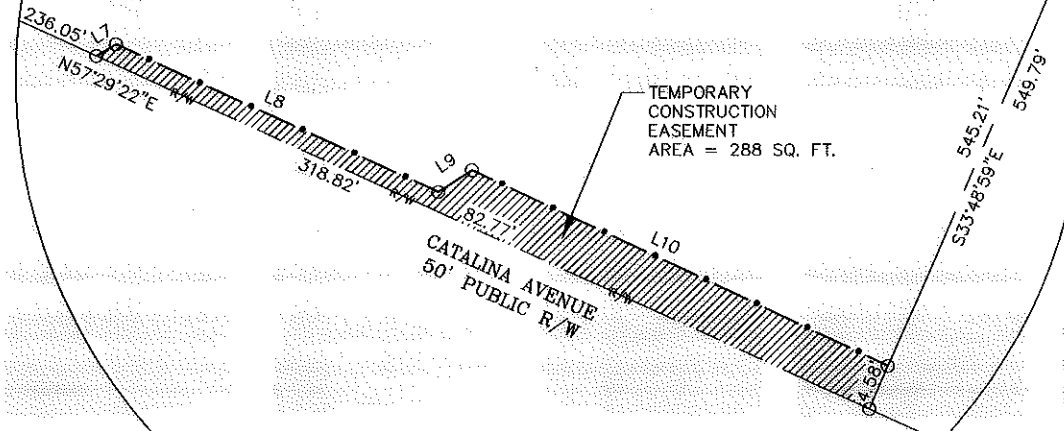 236.05'
L7
N57°29'22"E
R/W
L8
318.82'
R/W
L9
82.77'
TEMPORARY
CONSTRUCTION
EASEMENT
AREA = 288 SQ. FT.
L10
R/W
CATALINA AVENUE
50' PUBLIC R/W
545.21'
549.79'
S33°48'59"E
4.58'